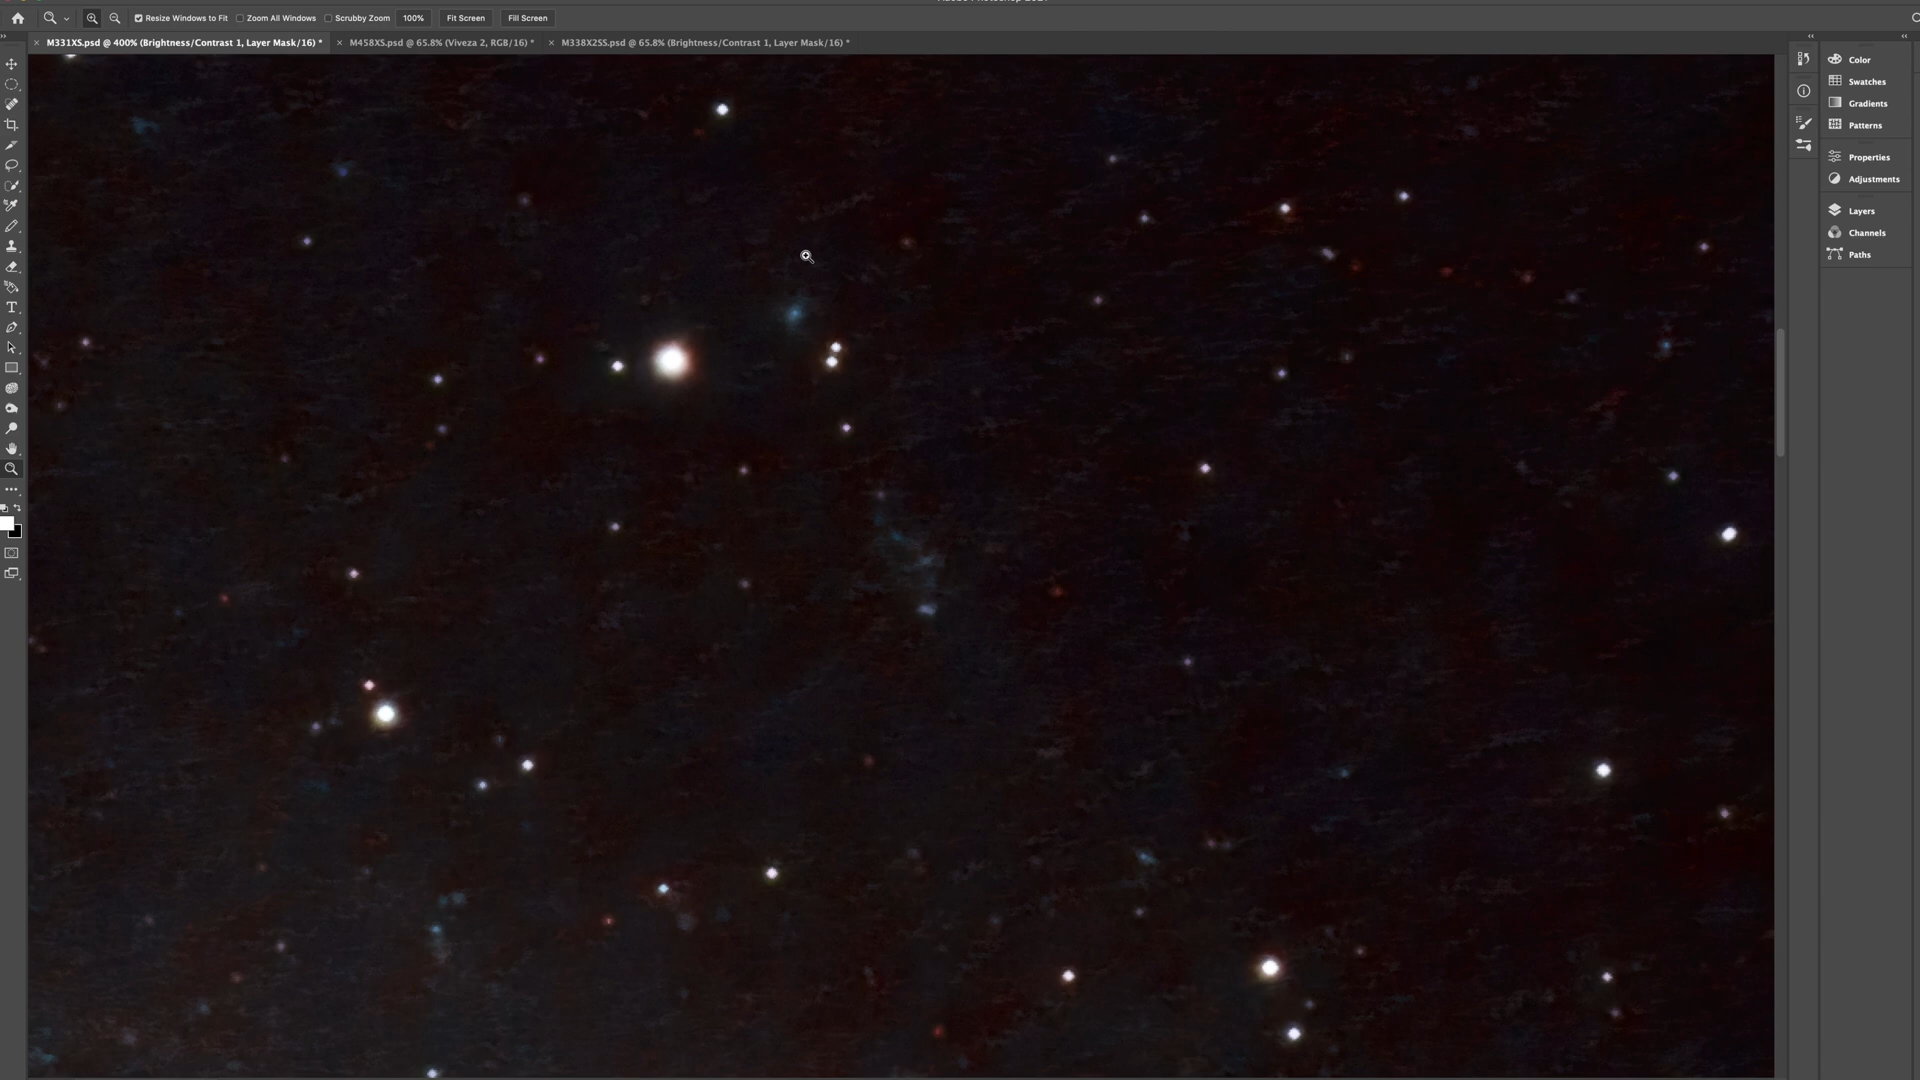 Resize Windows to Fit Zoom All Windows Scrubby Zoom 100% Fit Screen Fill Screen
M331XS.psd @ 400% (Brightness/Contrast 1, Layer Mask/16) * M458XS.psd @ 65.8% (Viveza 2, RGB/16) * M338X2SS.psd @ 65.8% (Brightness/Contrast 1, Layer Mask/16) *
Color
Swatches
Gradients
Patterns
Properties
Adjustments
Layers
Channels
Paths